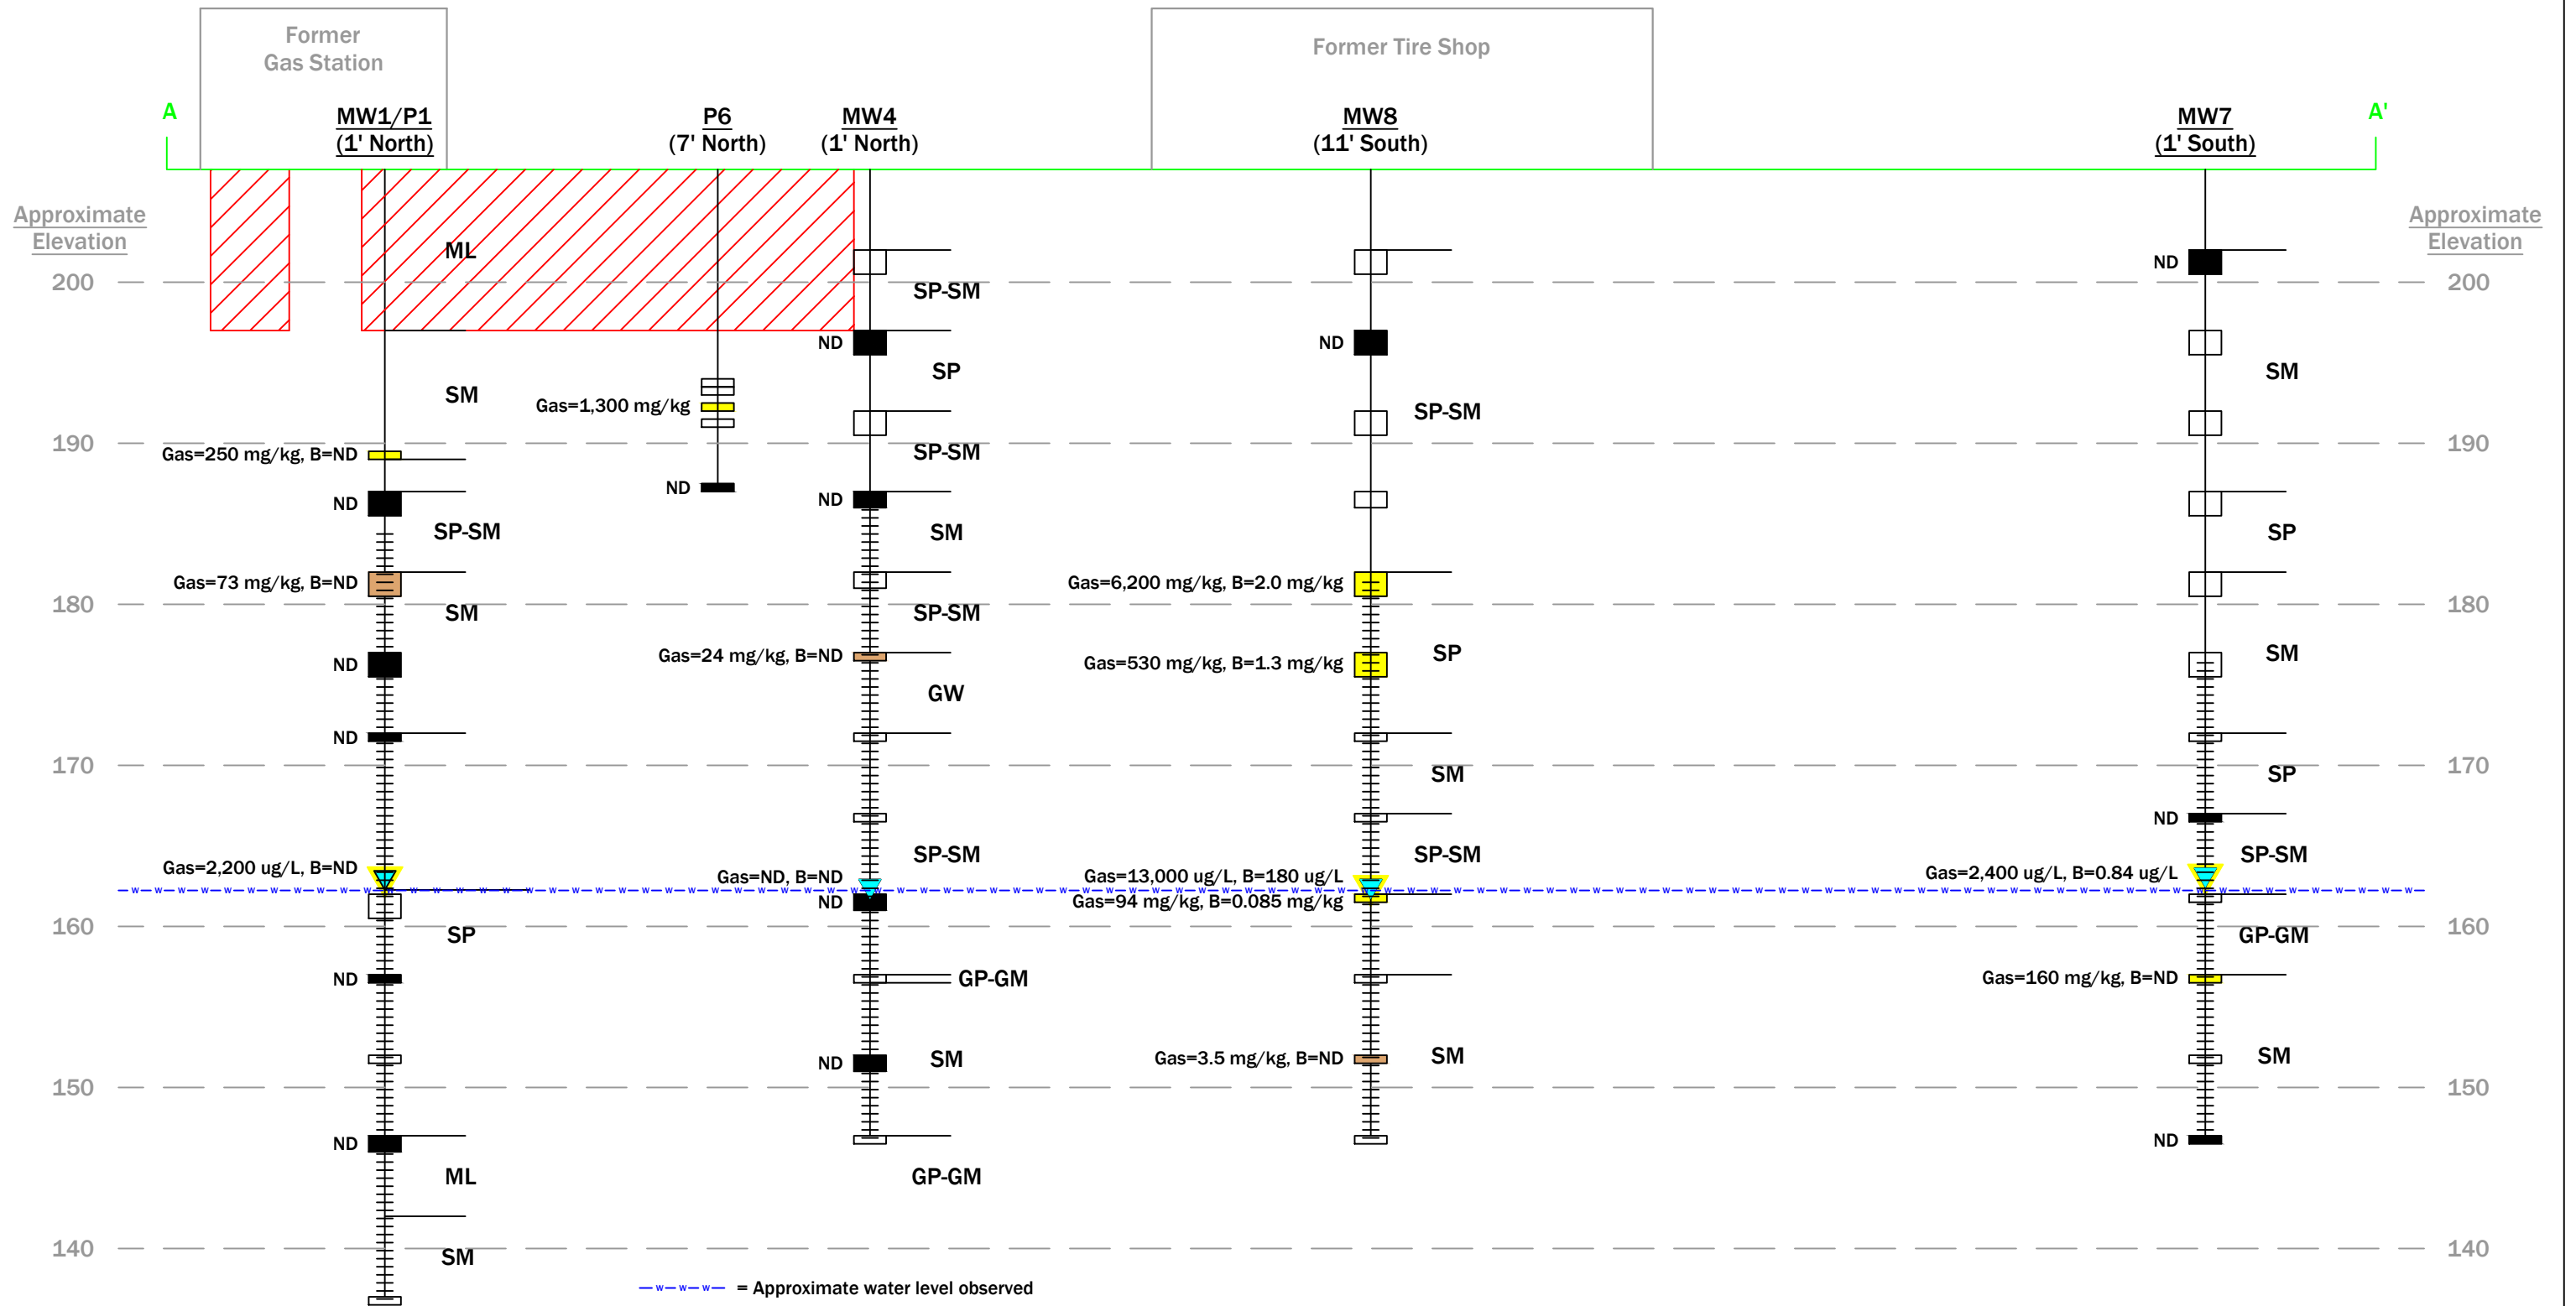 Former
Gas Station
Former Tire Shop
A
MW1/P1
(1' North)
P6
(7' North)
MW4
(1' North)
MW8
(11' South)
MW7
(1' South)
A'
Approximate
Elevation
Approximate
Elevation
ML
ND
200
SP-SM
200
ND
ND
SP
SM
SM
Gas=1,300 mg/kg
SP-SM
190
190
Gas=250 mg/kg, B=ND
SP-SM
ND
ND
ND
SP-SM
SM
SP
Gas=73 mg/kg, B=ND
Gas=6,200 mg/kg, B=2.0 mg/kg
180
SM
SP-SM
180
ND
Gas=24 mg/kg, B=ND
Gas=530 mg/kg, B=1.3 mg/kg
SP
SM
GW
ND
170
SM
SP
170
ND
SP-SM
SP-SM
SP-SM
Gas=2,200 ug/L, B=ND
Gas=ND, B=ND
Gas=13,000 ug/L, B=180 ug/L
Gas=2,400 ug/L, B=0.84 ug/L
w w w
ND
Gas=94 mg/kg, B=0.085 mg/kg
160
SP
GP-GM
160
ND
GP-GM
Gas=160 mg/kg, B=ND
ND
SM
Gas=3.5 mg/kg, B=ND
SM
SM
150
150
ND
ND
ML
GP-GM
140
SM
140
w w w = Approximate water level observed